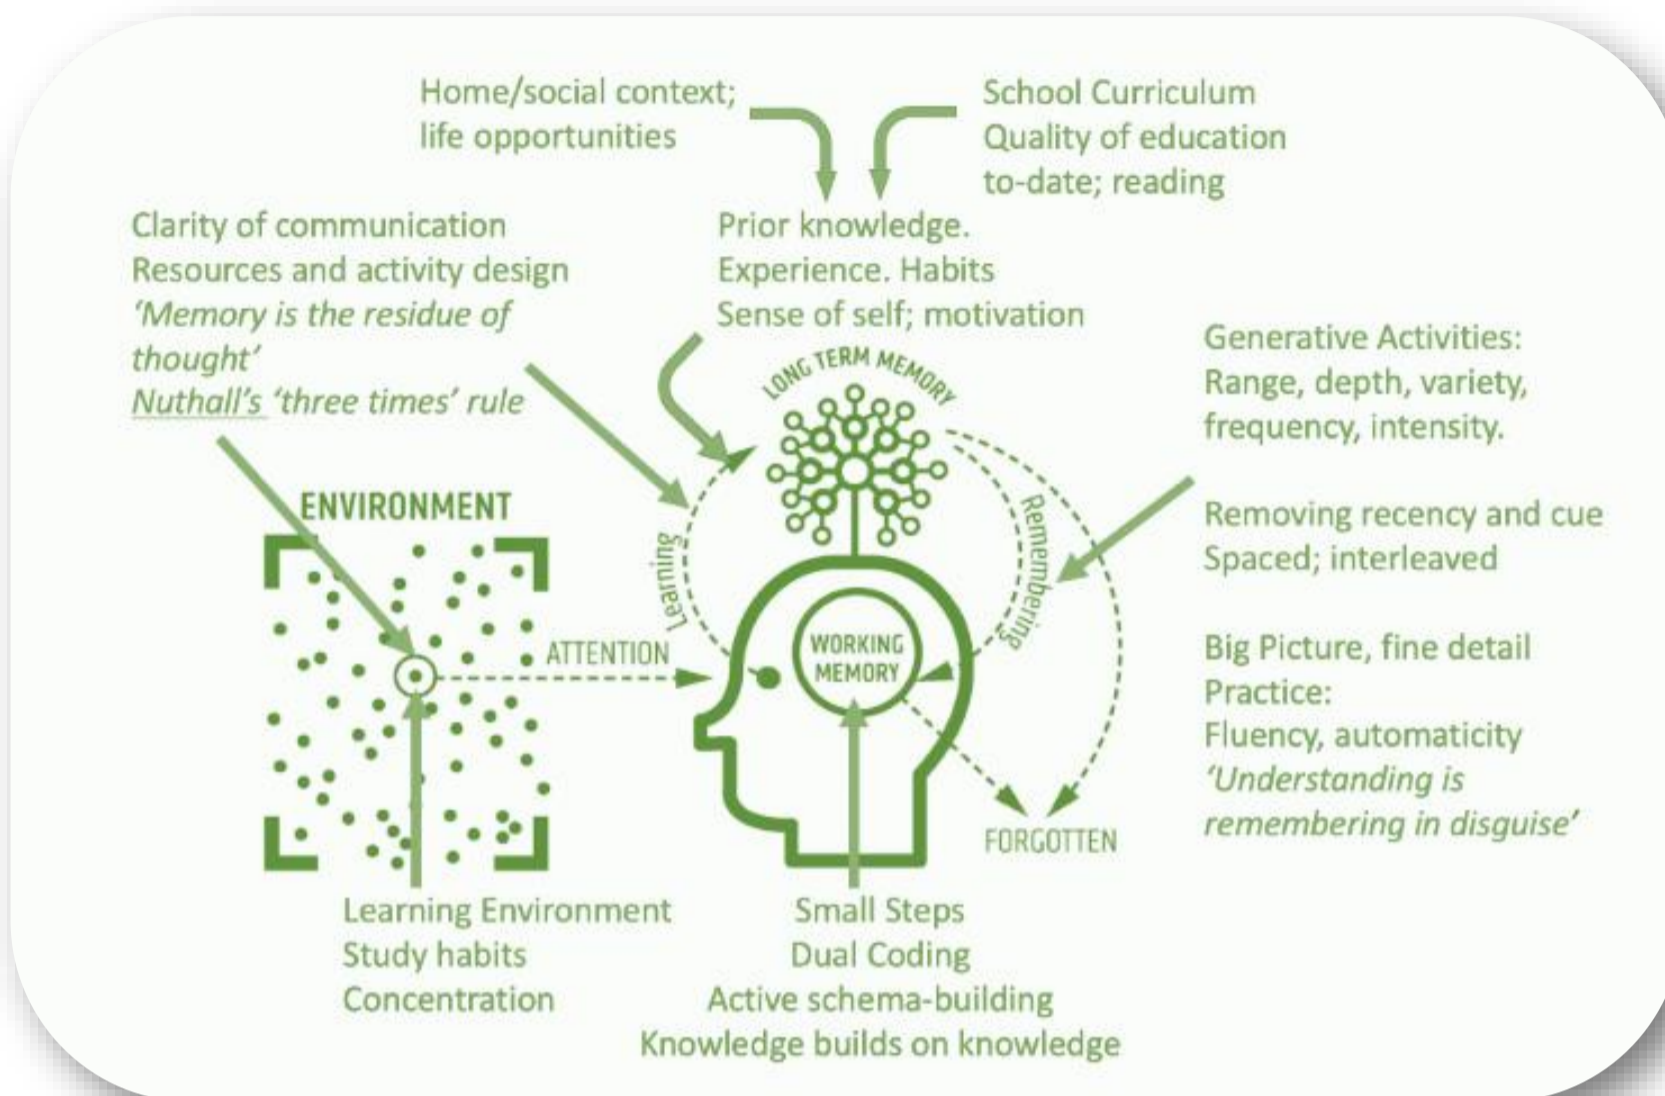 Home/social context;
life opportunities
School Curriculum
Quality of education
to-date; reading
Clarity of communication
Resources and activity design
‘Memory is the residue of
thought’
Nuthall’s ‘three times’ rule
Prior knowledge.
Experience. Habits
Sense of self; motivation
Generative Activities:
Range, depth, variety,
frequency, intensity.
Removing recency and cue
Spaced; interleaved
Big Picture, fine detail
Practice:
Fluency, automaticity
‘Understanding is
remembering in disguise’
LONG TERM MEMORY
ENVIRONMENT
Learning
Remembering
ATTENTION
WORKING
MEMORY
FORGOTTEN
Learning Environment
Study habits
Concentration
Small Steps
Dual Coding
Active schema-building
Knowledge builds on knowledge